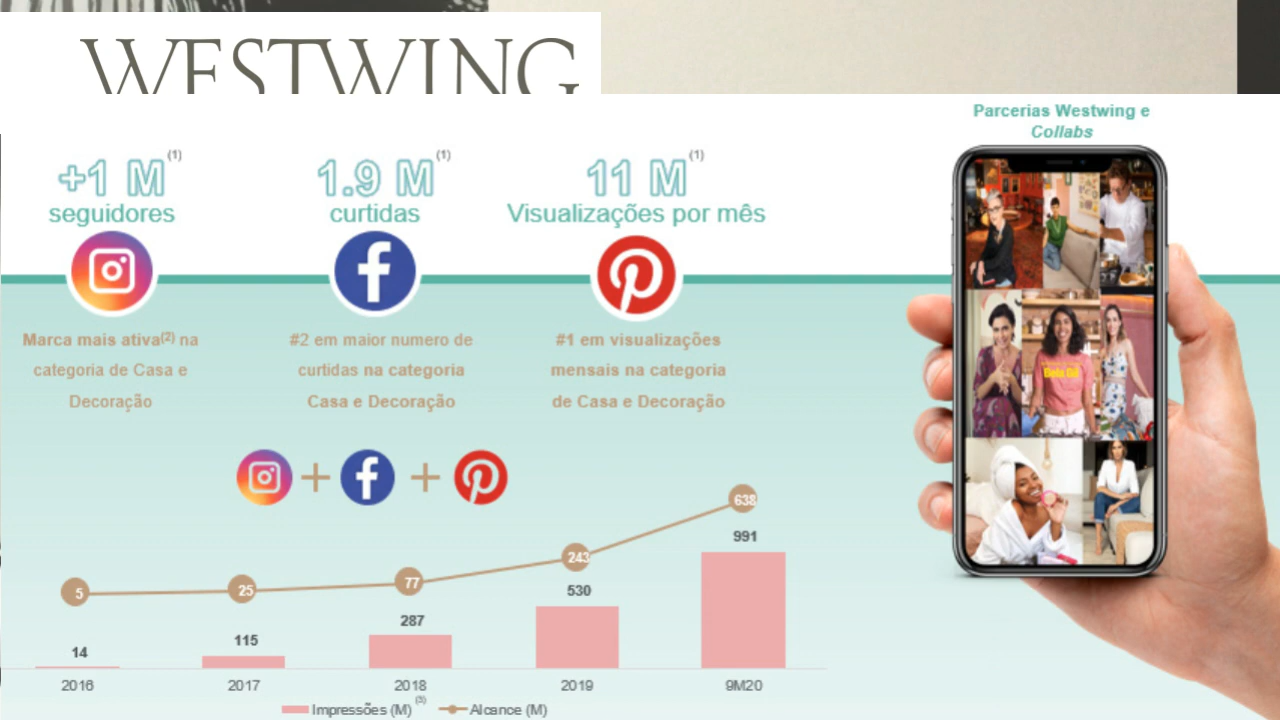 WESTWING
Parcerias Westwing e
Collabs
+1 M(1)
seguidores
1.9 M(1)
curtidas
11 M(1)
Visualizações por mês
Marca mais ativa(2) na
categoria de Casa e
Decoração
#2 em maior numero de
curtidas na categoria
Casa e Decoração
#1 em visualizações
mensais na categoria
de Casa e Decoração
+ +
5 25 77 243 638
14 115 287 530 991
2016 2017 2018 2019 9M20
Impressões (M)(3) Alcance (M)
Bela Gil